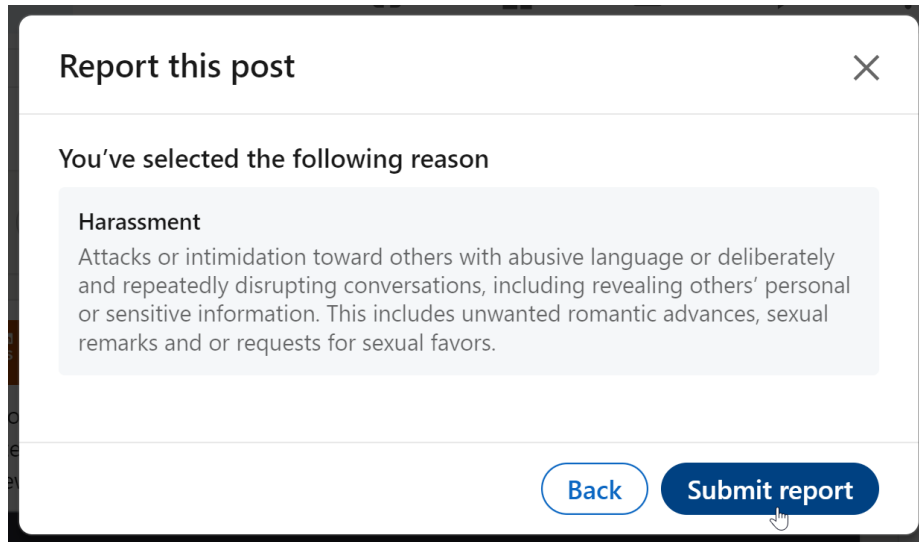 Report this post
You’ve selected the following reason
Harassment
Attacks or intimidation toward others with abusive language or deliberately
and repeatedly disrupting conversations, including revealing others’ personal
or sensitive information. This includes unwanted romantic advances, sexual
remarks and or requests for sexual favors.
Back
Submit report